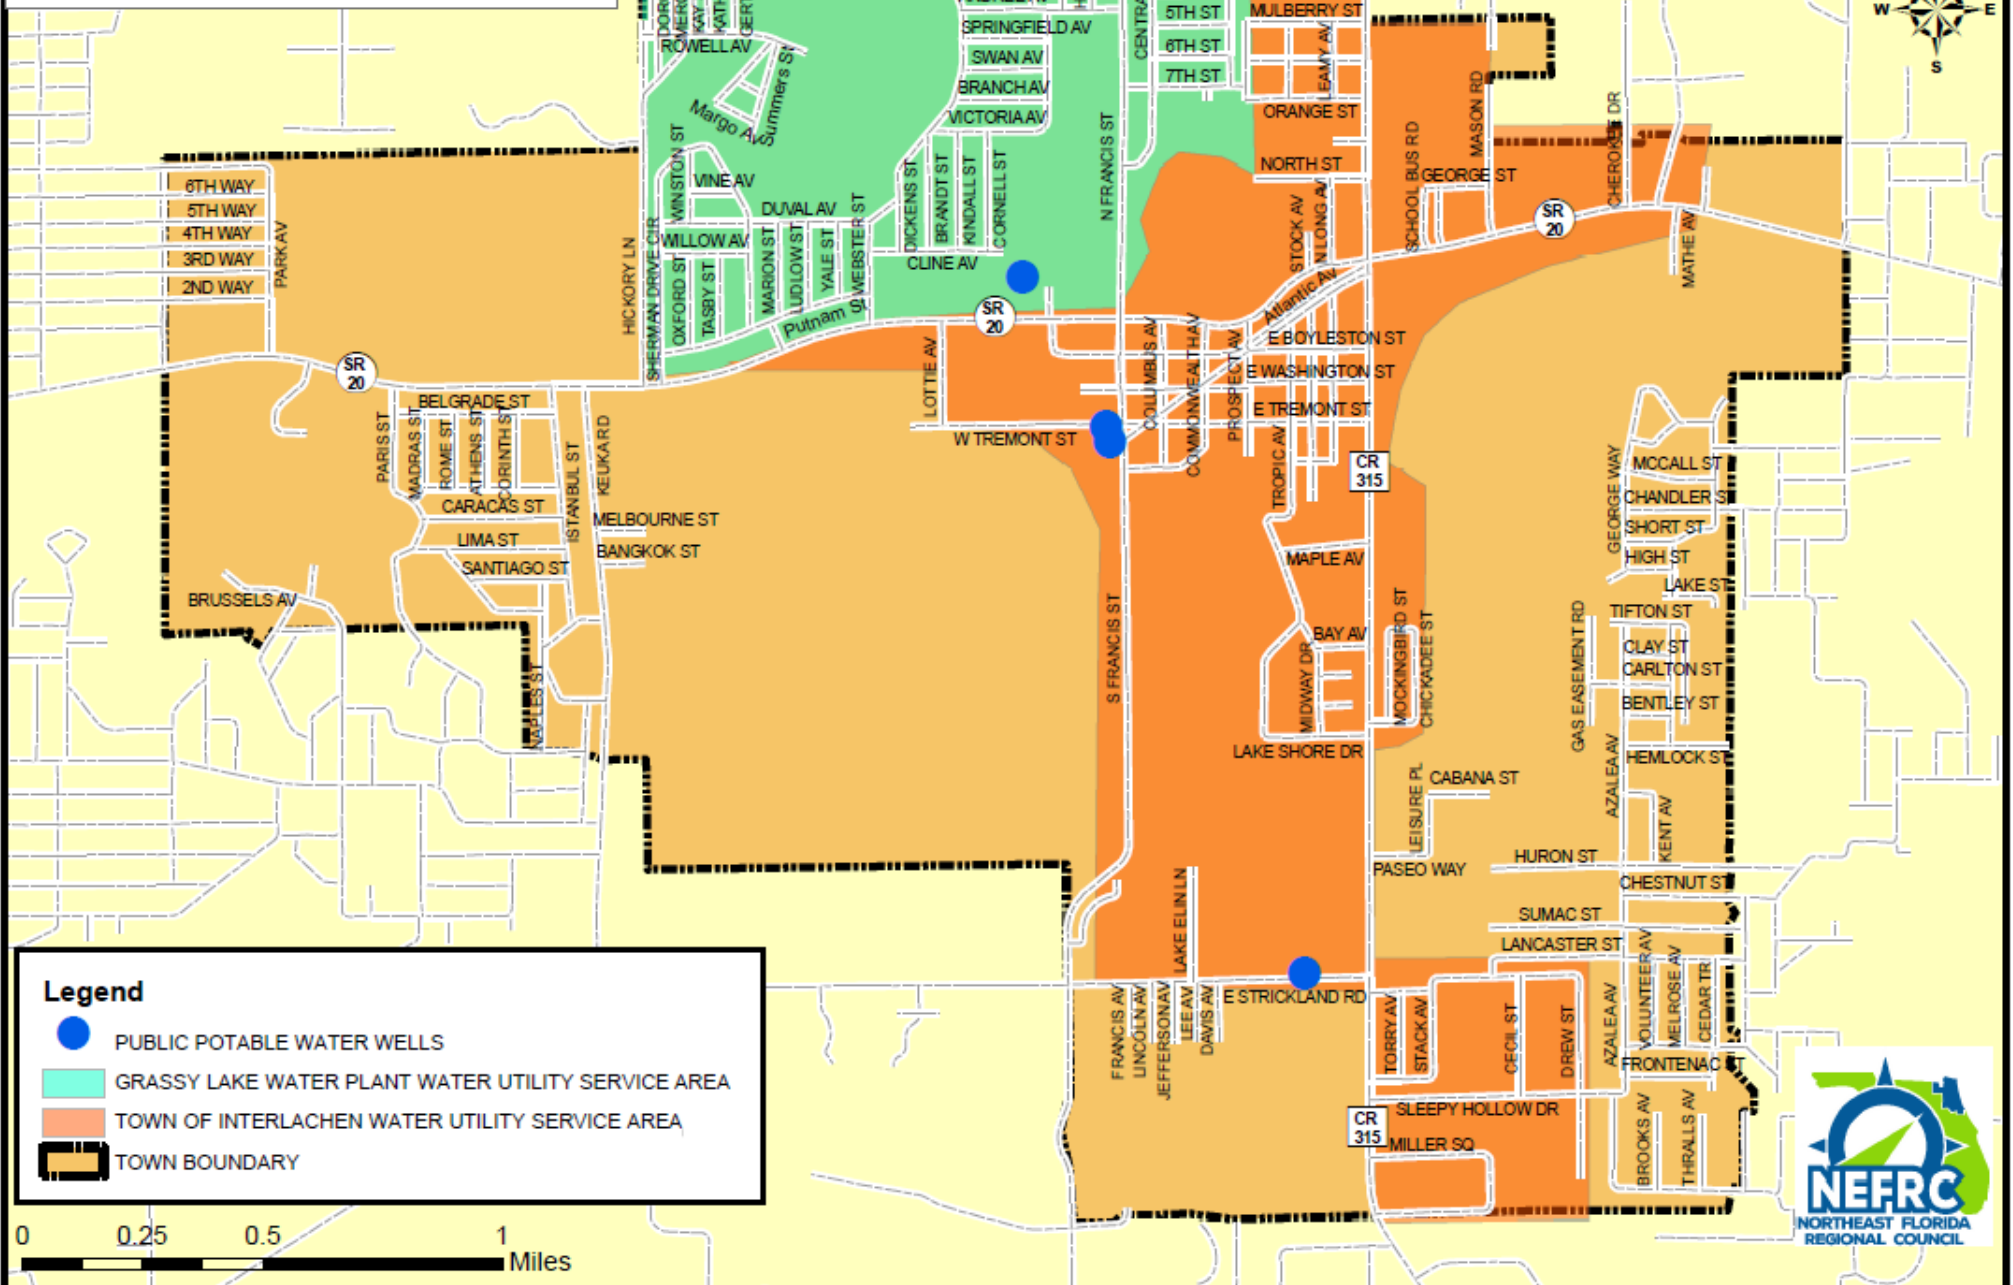 MULBERRY ST
5TH ST
SPRINGFIELD AV
6TH ST
ROWELL AV
SWAN AV
7TH ST
BRANCH AV
LEAMY AV
Summers St
Margo Av
VICTORIA AV
ORANGE ST
MASON RD
CHEROKEE DR
W
E
S
N FRANCIS ST
SCHOOL BUS RD
NORTH ST
GEORGE ST
WINSTON ST
VINE AV
6TH WAY
5TH WAY
4TH WAY
3RD WAY
2ND WAY
PARK AV
DUVAL AV
DICKENS ST
BRANDT ST
KINDALL ST
CORNELL ST
STOCK AV
N LONG AV
SR
20
MATHE AV
HICKORY LN
SHERMAN DRIVE CIR
WILLOW AV
OXFORD ST
TASBY ST
MARION ST
LUDLOW ST
YALE ST
S WEBSTER ST
CLINE AV
Putnam St
SR
20
Atlantic Av
LOTTIE AV
COLUMBUS AV
COMMONWEALTH AV
PROSPECT AV
E BOYLESTON ST
E WASHINGTON ST
E TREMONT ST
SR
20
BELGRADE ST
PARIS ST
MADRAS ST
ROME ST
ATHENS ST
CORINTH ST
ISTANBUL ST
KEUKA RD
W TREMONT ST
TROPIC AV
CR
315
GEORGE WAY
MCCALL ST
CHANDLER ST
SHORT ST
HIGH ST
LAKE ST
CARACAS ST
MELBOURNE ST
LIMA ST
BANGKOK ST
SANTIAGO ST
BRUSSELS AV
NAPLES ST
MAPLE AV
S FRANCIS ST
BAY AV
MIDWAY DR
MOCKINGBIRD ST
CHICKADEE ST
LAKE SHORE DR
GAS EASEMENT RD
TIFTON ST
CLAY ST
CARLTON ST
BENTLEY ST
HEMLOCK ST
AZALEA AV
KENT AV
LEISURE PL
CABANA ST
PASEO WAY
HURON ST
CHESTNUT ST
SUMAC ST
LANCASTER ST
LAKE ELIN LN
E STRICKLAND RD
FRANCIS AV
LINCOLN AV
JEFFERSON AV
LEE AV
DAVIS AV
TORRY AV
STACK AV
CECIL ST
DREW ST
AZALEA AV
VOLUNTEER AV
MELROSE AV
CEDAR TR
FRONTENAC ST
SLEEPY HOLLOW DR
CR
315
MILLER SQ
BROOKS AV
THRALLS AV
Legend
PUBLIC POTABLE WATER WELLS
GRASSY LAKE WATER PLANT WATER UTILITY SERVICE AREA
TOWN OF INTERLACHEN WATER UTILITY SERVICE AREA
TOWN BOUNDARY
0 0.25 0.5 1
Miles
NEFRC
NORTHEAST FLORIDA
REGIONAL COUNCIL